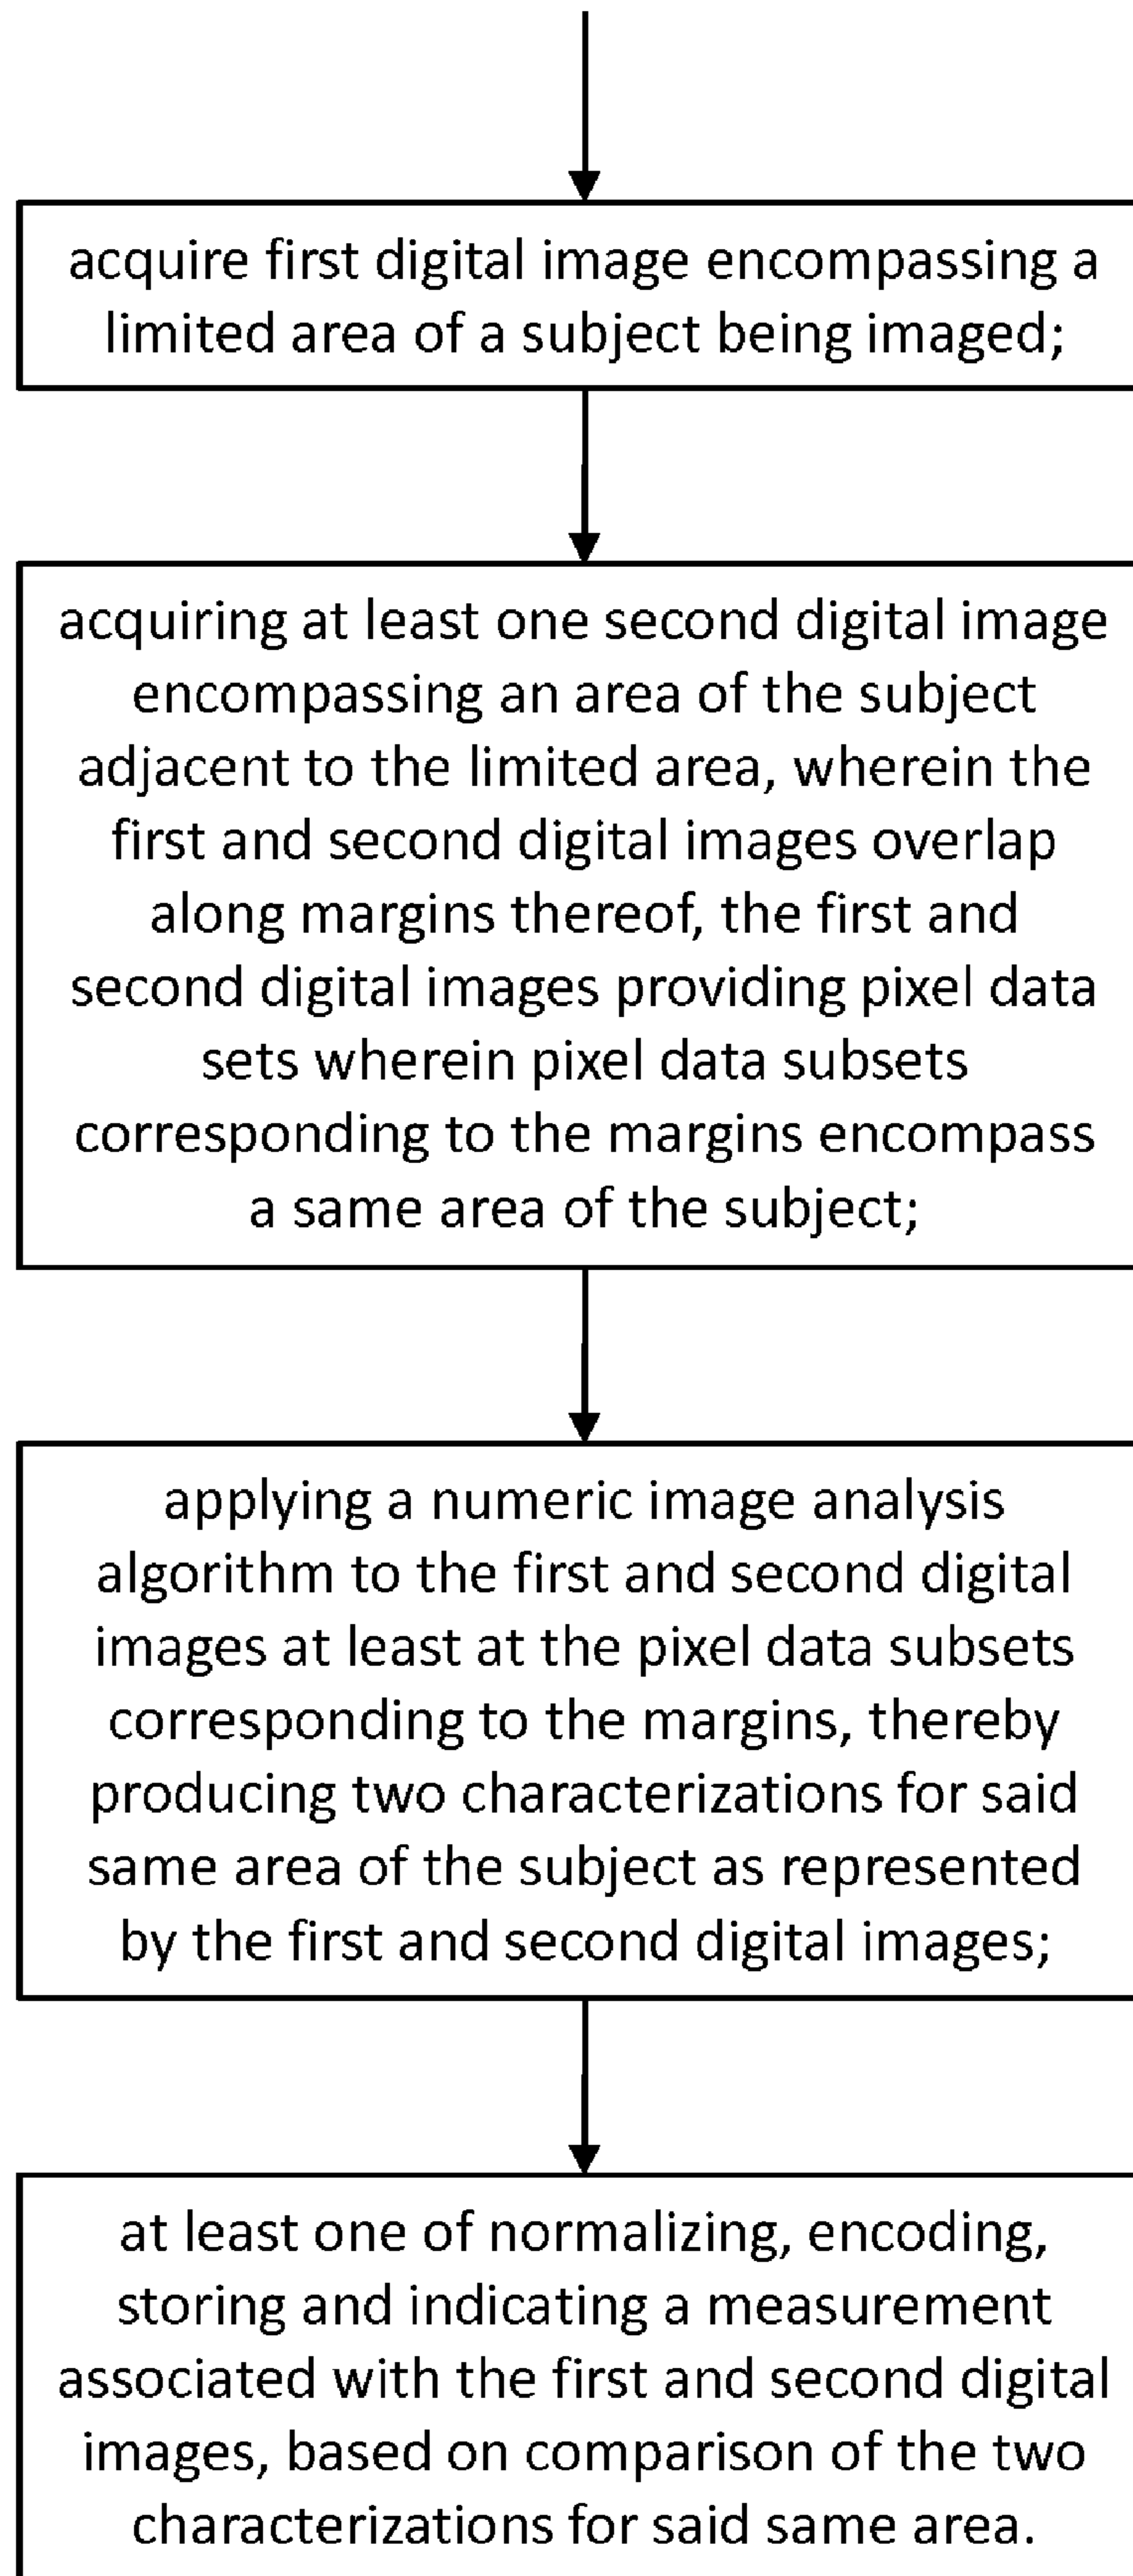 acquire first digital image encompassing a
limited area of a subject being imaged;
acquiring at least one second digital image
encompassing an area of the subject
adjacent to the limited area, wherein the
first and second digital images overlap
along margins thereof, the first and
second digital images providing pixel data
sets wherein pixel data subsets
corresponding to the margins encompass
a same area of the subject;
applying a numeric image analysis
algorithm to the first and second digital
images at least at the pixel data subsets
corresponding to the margins, thereby
producing two characterizations for said
same area of the subject as represented
by the first and second digital images;
at least one of normalizing, encoding,
storing and indicating a measurement
associated with the first and second digital
images, based on comparison of the two
characterizations for said same area.